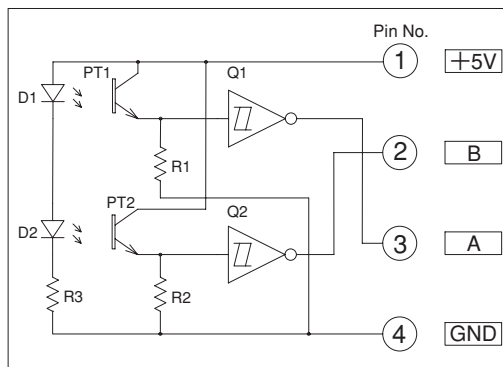 Pin No.
1 +5V
PT1 Q1
D1
2 B
R1
PT2
D2 Q2
3 A
R3 R2
4 GND